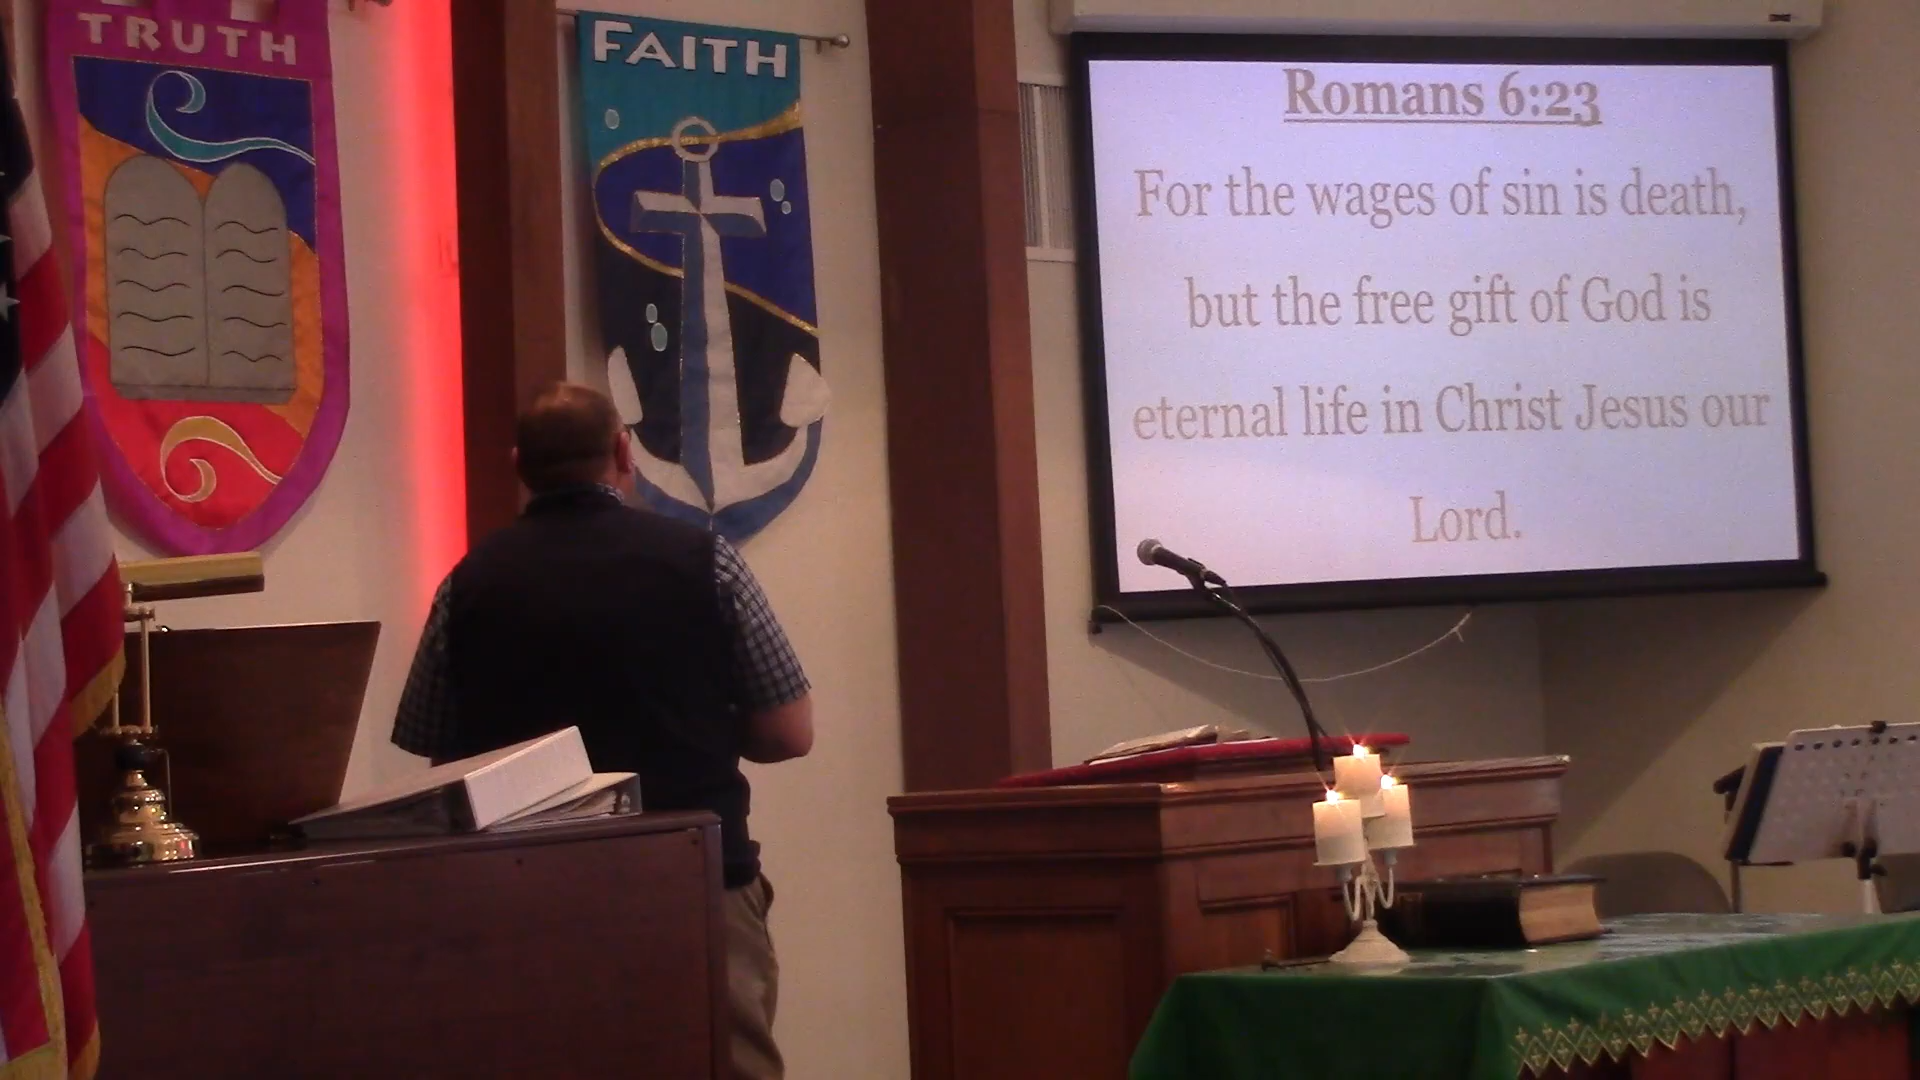 TRUTH
FAITH
Romans 6:23
For the wages of sin is death,
but the free gift of God is
eternal life in Christ Jesus our
Lord.